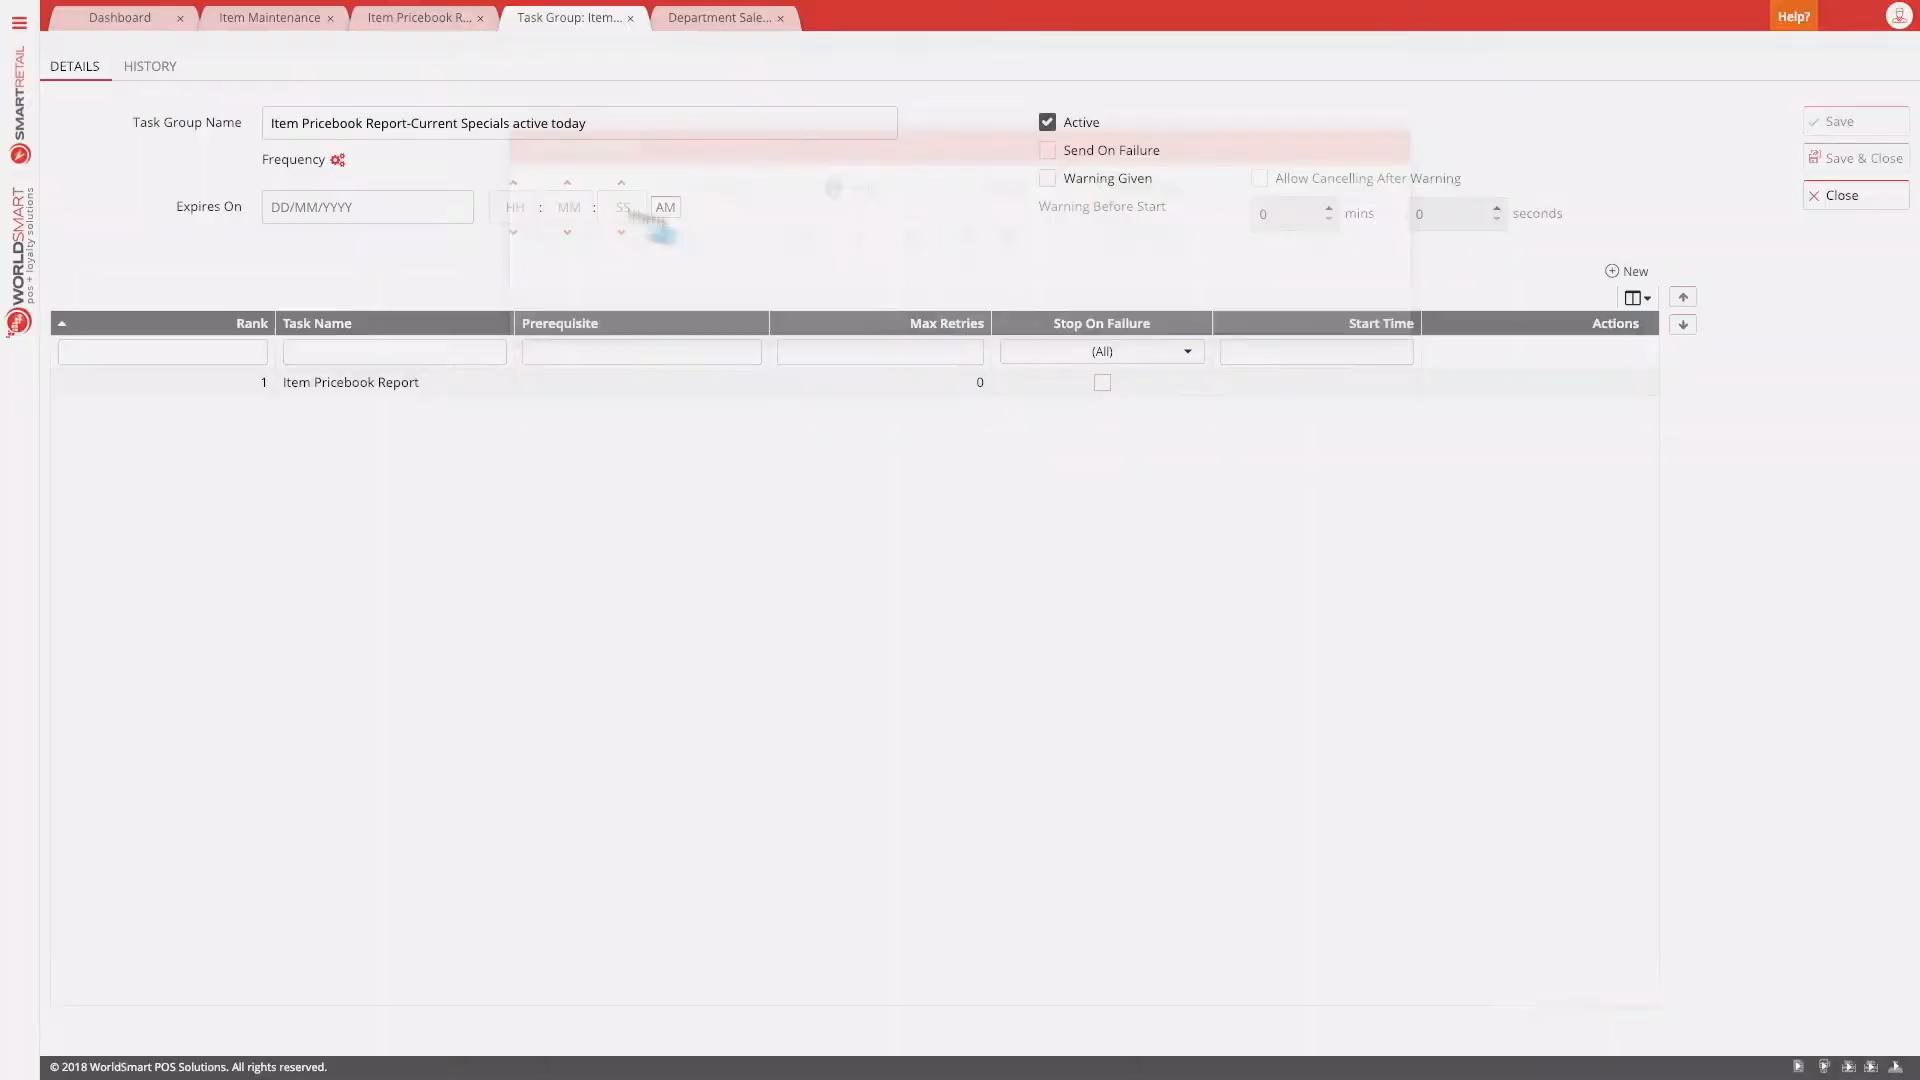 Dashboard ×
Item Maintenance ×
Item Pricebook R... ×
Task Group: Item... ×
Department Sale... ×
Help?
SMARTRETAIL
WORLDSMART
pos + loyalty solutions
DETAILS
HISTORY
Task Group Name
Item Pricebook Report-Current Specials active today
Frequency
Expires On
DD/MM/YYYY
HH : MM : SS AM
Active
Send On Failure
Warning Given
Allow Cancelling After Warning
Warning Before Start
0 mins
0 seconds
Save
Save & Close
Close
New
Rank
Task Name
Prerequisite
Max Retries
Stop On Failure
Start Time
Actions
(All)
1
Item Pricebook Report
0
© 2018 WorldSmart POS Solutions. All rights reserved.